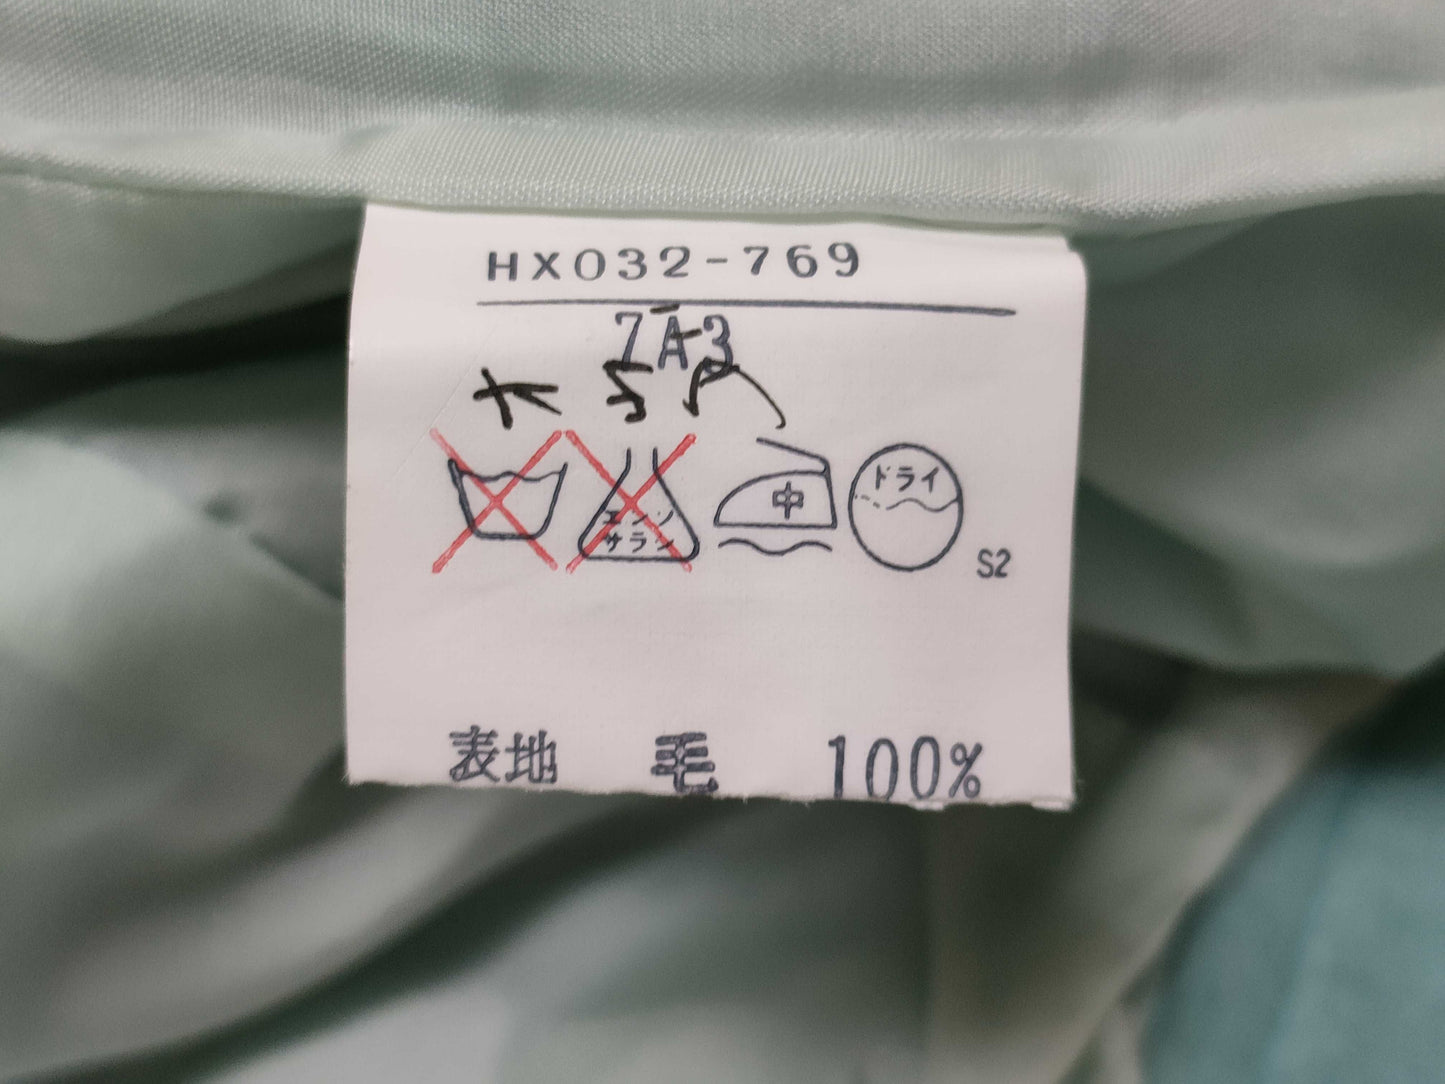 HX032-769
7A3
エンソ
サラシ
中
ドライ
S2
表地 毛 100%